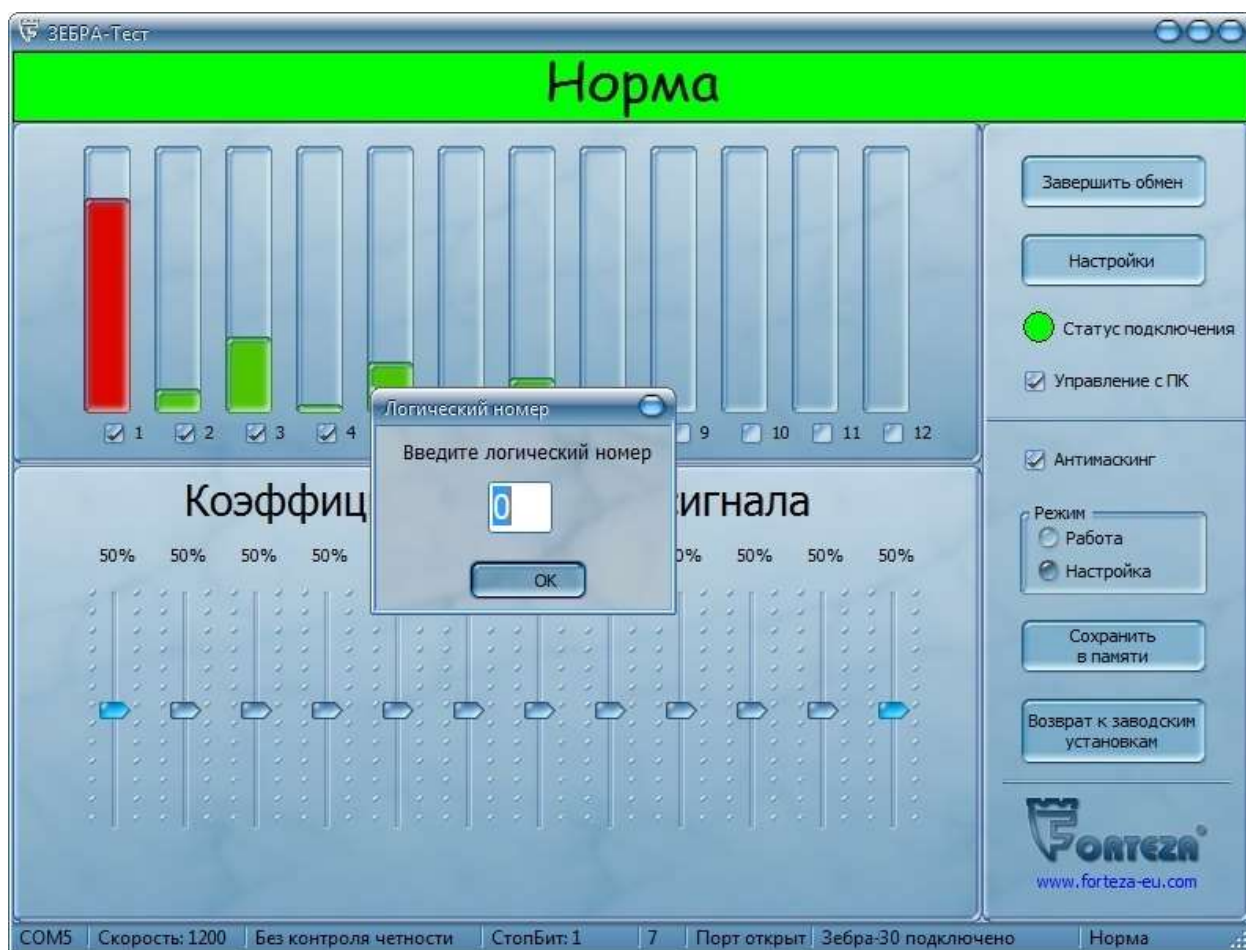 ЗЕБРА-Тест
Норма
1 2 3 4 9 10 11 12
Логический номер
Введите логический номер
0
OK
Коэффиц сигнала
50% 50% 50% 50% 50% 50% 50%
Завершить обмен
Настройки
Статус подключения
Управление с ПК
Антимаскинг
Режим
Работа
Настройка
Сохранить
в памяти
Возврат к заводским
установкам
FORTEZA®
www.forteza-eu.com
COM5 Скорость: 1200 Без контроля четности СтопБит: 1 7 Порт открыт Зебра-30 подключено Норма